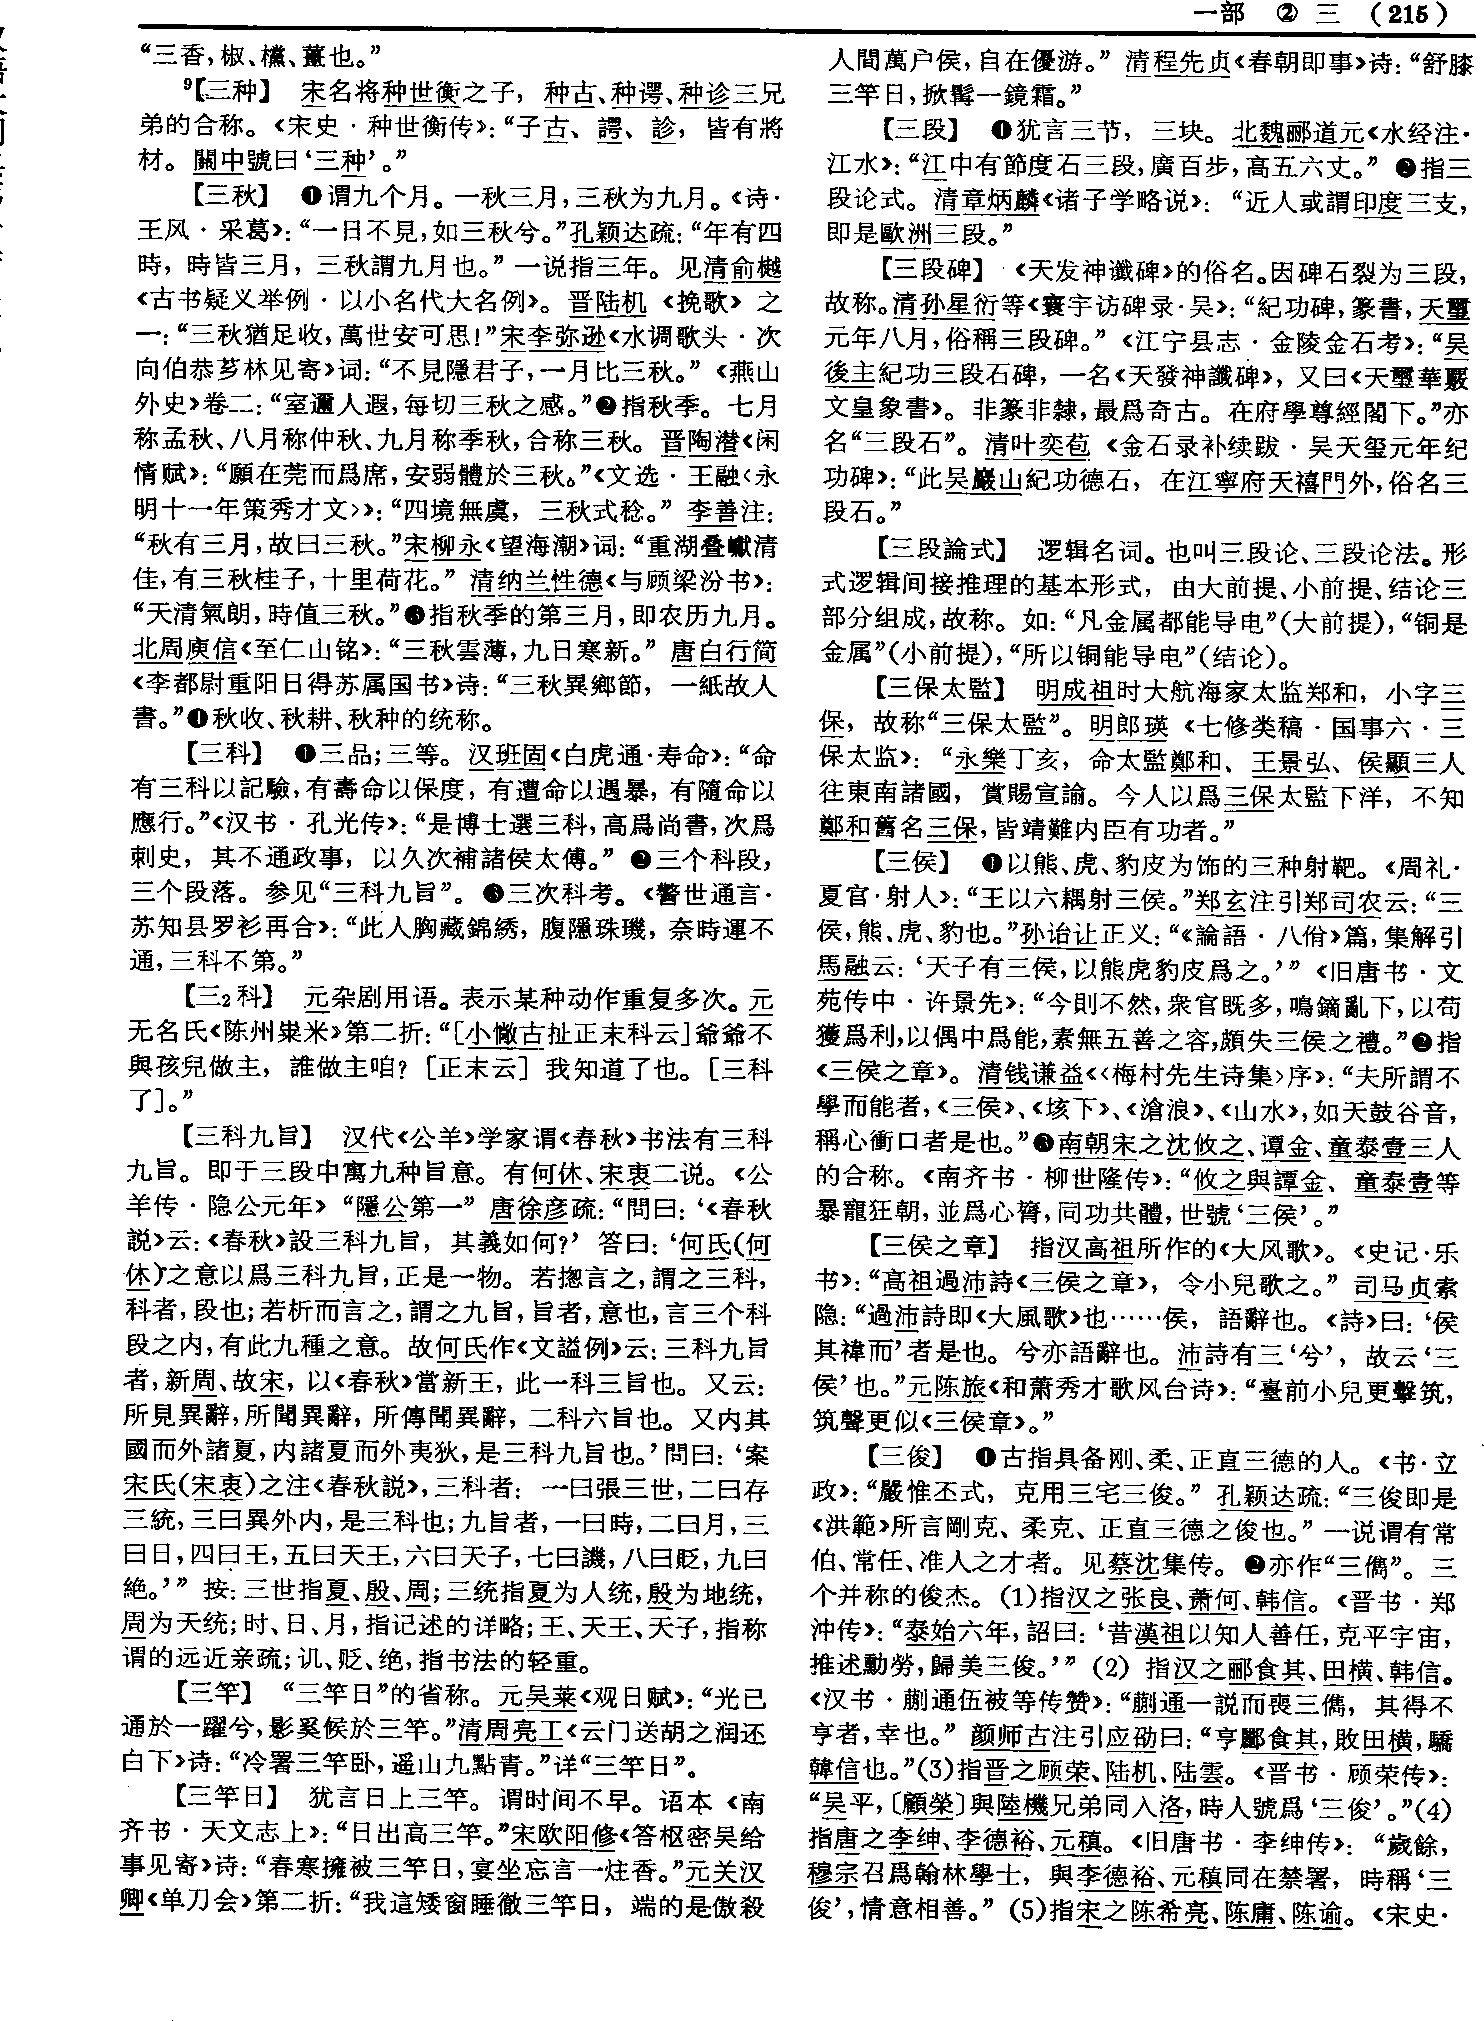 一部 ② 三 （215）
“三香，椒、欓、薑也。”
⁹【三种】 宋名将种世衡之子，种古、种谔、种诊三兄
弟的合称。《宋史·种世衡传》：“子古、諤、診，皆有將
材。關中號曰‘三种’。”
【三秋】 ❶谓九个月。一秋三月，三秋为九月。《诗·
王风·采葛》：“一日不見，如三秋兮。”孔颖达疏：“年有四
時，時皆三月，三秋謂九月也。”一说指三年。见清俞樾
《古书疑义举例·以小名代大名例》。晋陆机《挽歌》之
一：“三秋猶足收，萬世安可思！”宋李弥逊《水调歌头·次
向伯恭芗林见寄》词：“不見隱君子，一月比三秋。”《燕山
外史》卷二：“室邇人遐，每切三秋之感。”❷指秋季。七月
称孟秋、八月称仲秋、九月称季秋，合称三秋。晋陶潜《闲
情赋》：“願在莞而爲席，安弱體於三秋。”《文选·王融〈永
明十一年策秀才文〉》：“四境無虞，三秋式稔。”李善注：
“秋有三月，故曰三秋。”宋柳永《望海潮》词：“重湖叠巘清
佳，有三秋桂子，十里荷花。”清纳兰性德《与顾梁汾书》：
“天清氣朗，時值三秋。”❸指秋季的第三月，即农历九月。
北周庾信《至仁山铭》：“三秋雲薄，九日寒新。”唐白行简
《李都尉重阳日得苏属国书》诗：“三秋異鄉節，一紙故人
書。”❹秋收、秋耕、秋种的统称。
【三科】 ❶三品；三等。汉班固《白虎通·寿命》：“命
有三科以記驗，有壽命以保度，有遭命以遇暴，有隨命以
應行。”《汉书·孔光传》：“是博士選三科，高爲尚書，次爲
刺史，其不通政事，以久次補諸侯太傅。”❷三个科段，
三个段落。参见“三科九旨”。❸三次科考。《警世通言·
苏知县罗衫再合》：“此人胸藏錦綉，腹隱珠璣，奈時運不
通，三科不第。”
【三₂科】 元杂剧用语。表示某种动作重复多次。元
无名氏《陈州粜米》第二折：“［小憋古扯正末科云］爺爺不
與孩兒做主，誰做主咱？［正末云］我知道了也。［三科
了］。”
【三科九旨】 汉代《公羊》学家谓《春秋》书法有三科
九旨。即于三段中寓九种旨意。有何休、宋衷二说。《公
羊传·隐公元年》“隱公第一”唐徐彦疏：“問曰：‘《春秋
説》云：《春秋》設三科九旨，其義如何？’答曰：‘何氏（何
休）之意以爲三科九旨，正是一物。若揔言之，謂之三科，
科者，段也；若析而言之，謂之九旨，旨者，意也，言三个科
段之内，有此九種之意。故何氏作《文謚例》云：三科九旨
者，新周、故宋，以《春秋》當新王，此一科三旨也。又云：
所見異辭，所聞異辭，所傳聞異辭，二科六旨也。又内其
國而外諸夏，内諸夏而外夷狄，是三科九旨也。’問曰：‘案
宋氏（宋衷）之注《春秋説》，三科者：一曰張三世，二曰存
三統，三曰異外内，是三科也；九旨者，一曰時，二曰月，三
曰日，四曰王，五曰天王，六曰天子，七曰譏，八曰貶，九曰
絶。’”按：三世指夏、殷、周；三统指夏为人统，殷为地统，
周为天统；时、日、月，指记述的详略；王、天王、天子，指称
谓的远近亲疏；讥、贬、绝，指书法的轻重。
【三竿】 “三竿日”的省称。元吴莱《观日赋》：“光已
通於一躍兮，影奚候於三竿。”清周亮工《云门送胡之润还
白下》诗：“冷署三竿卧，遥山九點青。”详“三竿日”。
【三竿日】 犹言日上三竿。谓时间不早。语本《南
齐书·天文志上》：“日出高三竿。”宋欧阳修《答枢密吴给
事见寄》诗：“春寒擁被三竿日，宴坐忘言一炷香。”元关汉
卿《单刀会》第二折：“我這矮窗睡徹三竿日，端的是傲殺
人間萬户侯，自在優游。”清程先贞《春朝即事》诗：“舒膝
三竿日，掀髯一鏡霜。”
【三段】 ❶犹言三节，三块。北魏郦道元《水经注·
江水》：“江中有節度石三段，廣百步，高五六丈。”❷指三
段论式。清章炳麟《诸子学略说》：“近人或謂印度三支，
即是歐洲三段。”
【三段碑】 《天发神谶碑》的俗名。因碑石裂为三段，
故称。清孙星衍等《寰宇访碑录·吴》：“紀功碑，篆書，天璽
元年八月，俗稱三段碑。”《江宁县志·金陵金石考》：“吴
後主紀功三段石碑，一名《天發神讖碑》，又曰《天璽華覈
文皇象書》。非篆非隸，最爲奇古。在府學尊經閣下。”亦
名“三段石”。清叶奕苞《金石录补续跋·吴天玺元年纪
功碑》：“此吴巖山紀功德石，在江寧府天禧門外，俗名三
段石。”
【三段論式】 逻辑名词。也叫三段论、三段论法。形
式逻辑间接推理的基本形式，由大前提、小前提、结论三
部分组成，故称。如：“凡金属都能导电”（大前提），“铜是
金属”（小前提），“所以铜能导电”（结论）。
【三保太監】 明成祖时大航海家太监郑和，小字三
保，故称“三保太監”。明郎瑛《七修类稿·国事六·三
保太监》：“永樂丁亥，命太監鄭和、王景弘、侯顯三人
往東南諸國，賞賜宣諭。今人以爲三保太監下洋，不知
鄭和舊名三保，皆靖難内臣有功者。”
【三侯】 ❶以熊、虎、豹皮为饰的三种射靶。《周礼·
夏官·射人》：“王以六耦射三侯。”郑玄注引郑司农云：“三
侯，熊、虎、豹也。”孙诒让正义：“《論語·八佾》篇，集解引
馬融云：‘天子有三侯，以熊虎豹皮爲之。’”《旧唐书·文
苑传中·许景先》：“今則不然，衆官既多，鳴鏑亂下，以苟
獲爲利，以偶中爲能，素無五善之容，頗失三侯之禮。”❷指
《三侯之章》。清钱谦益《〈梅村先生诗集〉序》：“夫所謂不
學而能者，《三侯》、《垓下》、《滄浪》、《山水》，如天鼓谷音，
稱心衝口者是也。”❸南朝宋之沈攸之、谭金、童泰壹三人
的合称。《南齐书·柳世隆传》：“攸之與譚金、童泰壹等
暴寵狂朝，並爲心膂，同功共體，世號‘三侯’。”
【三侯之章】 指汉高祖所作的《大风歌》。《史记·乐
书》：“高祖過沛詩《三侯之章》，令小兒歌之。”司马贞索
隐：“過沛詩即《大風歌》也……侯，語辭也。《詩》曰：‘侯
其禕而’者是也。兮亦語辭也。沛詩有三‘兮’，故云‘三
侯’也。”元陈旅《和萧秀才歌风台诗》：“臺前小兒更擊筑，
筑聲更似《三侯章》。”
【三俊】 ❶古指具备刚、柔、正直三德的人。《书·立
政》：“嚴惟丕式，克用三宅三俊。”孔颖达疏：“三俊即是
《洪範》所言剛克、柔克、正直三德之俊也。”一说谓有常
伯、常任、准人之才者。见蔡沈集传。❷亦作“三儁”。三
个并称的俊杰。（1）指汉之张良、萧何、韩信。《晋书·郑
沖传》：“泰始六年，詔曰：‘昔漢祖以知人善任，克平宇宙，
推述勳勞，歸美三俊。’”（2）指汉之郦食其、田横、韩信。
《汉书·蒯通伍被等传赞》：“蒯通一説而喪三儁，其得不
亨者，幸也。”颜师古注引应劭曰：“亨酈食其，敗田横，驕
韓信也。”（3）指晋之顾荣、陆机、陆雲。《晋书·顾荣传》：
“吴平，〔顧榮〕與陸機兄弟同入洛，時人號爲‘三俊’。”（4）
指唐之李绅、李德裕、元稹。《旧唐书·李绅传》：“歲餘，
穆宗召爲翰林學士，與李德裕、元稹同在禁署，時稱‘三
俊’，情意相善。”（5）指宋之陈希亮、陈庸、陈谕。《宋史·